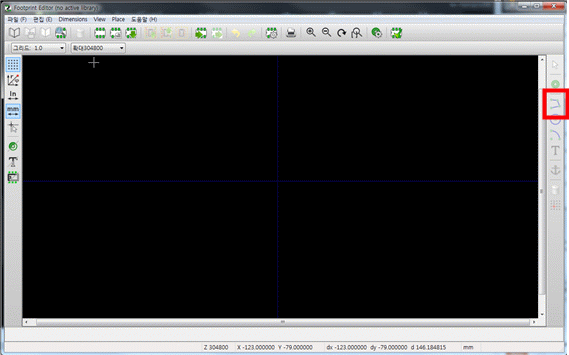 Footprint Editor (no active library)
파일 (F) 편집 (E) Dimensions View Place 도움말 (H)
그리드: 1.0 확대304800
In
mm
T
T
Z 304800 X -123.000000 Y -79.000000 dx -123.000000 dy -79.000000 d 146.184815 mm